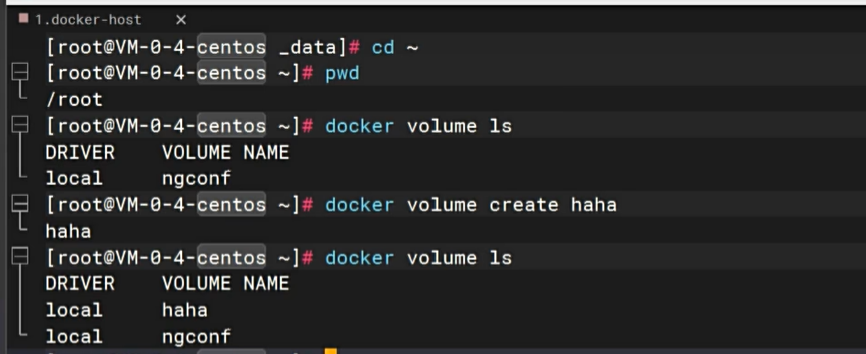 1.docker-host ×
[root@VM-0-4-centos _data]# cd ~
[root@VM-0-4-centos ~]# pwd
/root
[root@VM-0-4-centos ~]# docker volume ls
DRIVER    VOLUME NAME
local     ngconf
[root@VM-0-4-centos ~]# docker volume create haha
haha
[root@VM-0-4-centos ~]# docker volume ls
DRIVER    VOLUME NAME
local     haha
local     ngconf